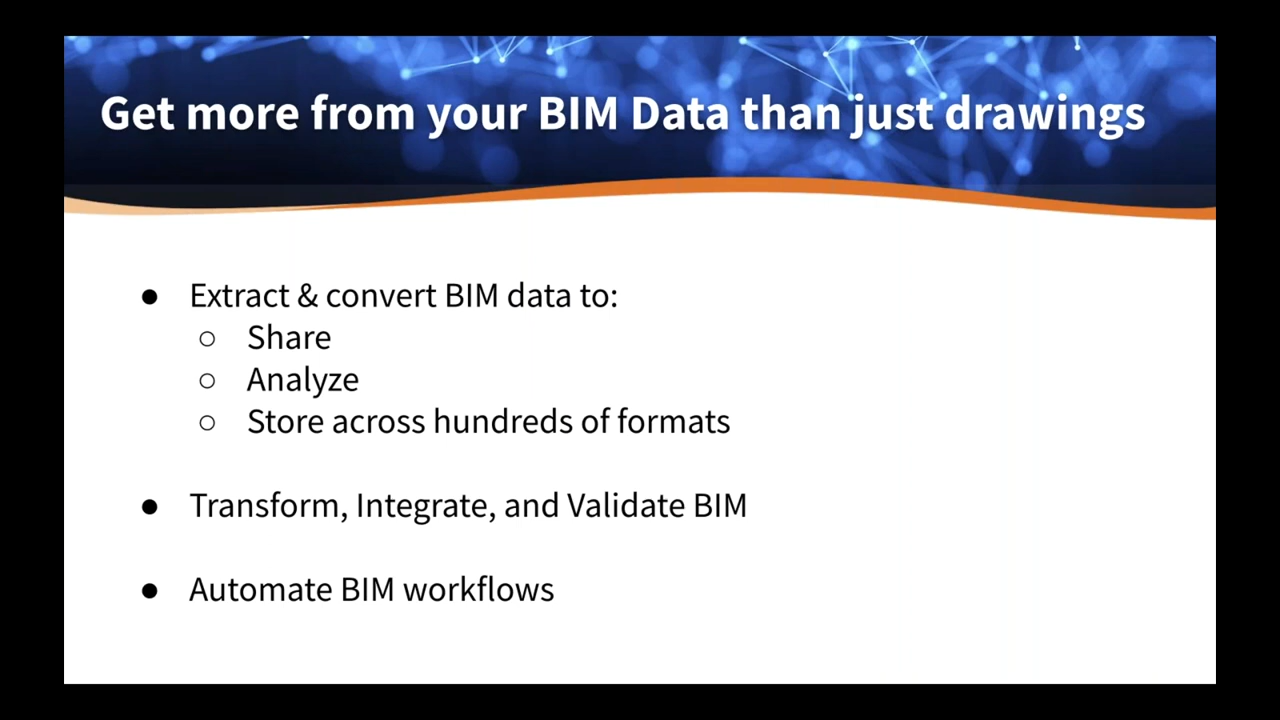 Get more from your BIM Data than just drawings
● Extract & convert BIM data to:
○ Share
○ Analyze
○ Store across hundreds of formats
● Transform, Integrate, and Validate BIM
● Automate BIM workflows